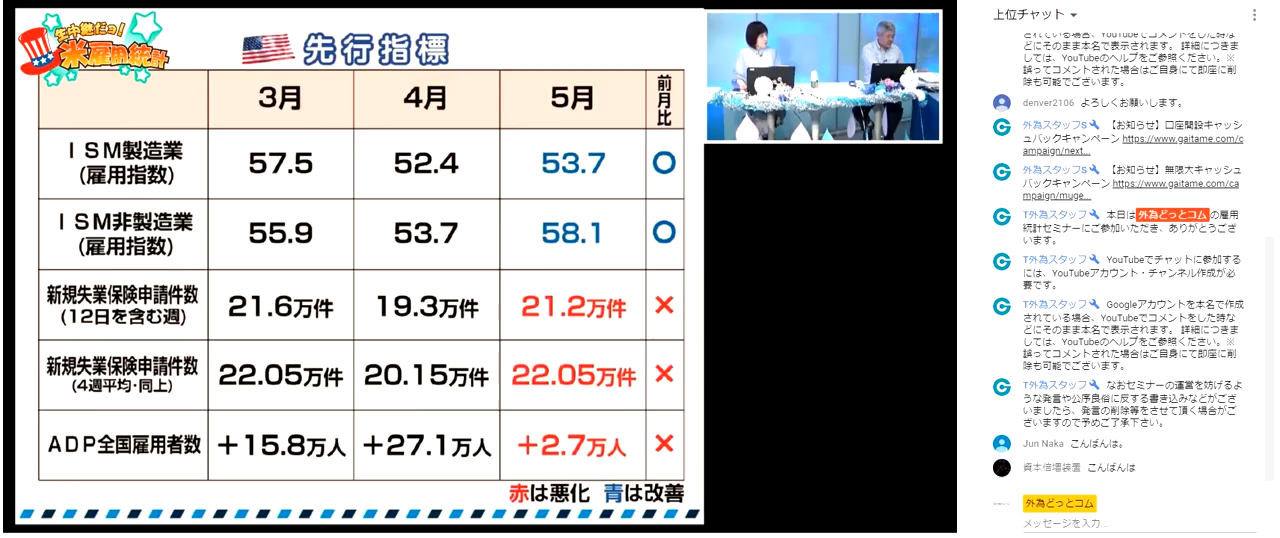 生中継だっ!
米雇用統計
先行指標
3月 4月 5月 前月比
ISM製造業
(雇用指数)
57.5 52.4 53.7 〇
ISM非製造業
(雇用指数)
55.9 53.7 58.1 〇
新規失業保険申請件数
(12日を含む週)
21.6万件 19.3万件 21.2万件 ×
新規失業保険申請件数
(4週平均・同上)
22.05万件 20.15万件 22.05万件 ×
ADP全国雇用者数 +15.8万人 +27.1万人 +2.7万人 ×
赤は悪化 青は改善
上位チャット
されている場合、YouTubeでコメントをした時な
どにそのまま本名で表示されます。 詳細につきま
しては、YouTubeのヘルプをご参照ください。※
誤ってコメントされた場合はご自身にて即座に削
除も可能でございます。
denver2106 よろしくお願いします。
外為スタッフS 【お知らせ】口座開設キャッシ
ュバックキャンペーン https://www.gaitame.com/c
ampaign/next...
外為スタッフS 【お知らせ】無限大キャッシュ
バックキャンペーン https://www.gaitame.com/ca
mpaign/muge...
T外為スタッフ 本日は外為どっとコムの雇用
統計セミナーにご参加いただき、ありがとうござ
います。
T外為スタッフ YouTubeでチャットに参加する
には、YouTubeアカウント・チャンネル作成が必
要です。
T外為スタッフ Googleアカウントを本名で作成
されている場合、YouTubeでコメントをした時な
どにそのまま本名で表示されます。 詳細につきま
しては、YouTubeのヘルプをご参照ください。※
誤ってコメントされた場合はご自身にて即座に削
除も可能でございます。
T外為スタッフ なおセミナーの運営を妨げるよ
うな発言や公序良俗に反する書き込みなどがござ
いましたら、発言の削除等をさせて頂く場合がご
ざいますので予めご了承下さい。
Jun Naka こんばんは。
資本倍増装置 こんばんは
外為どっとコム
メッセージを入力...